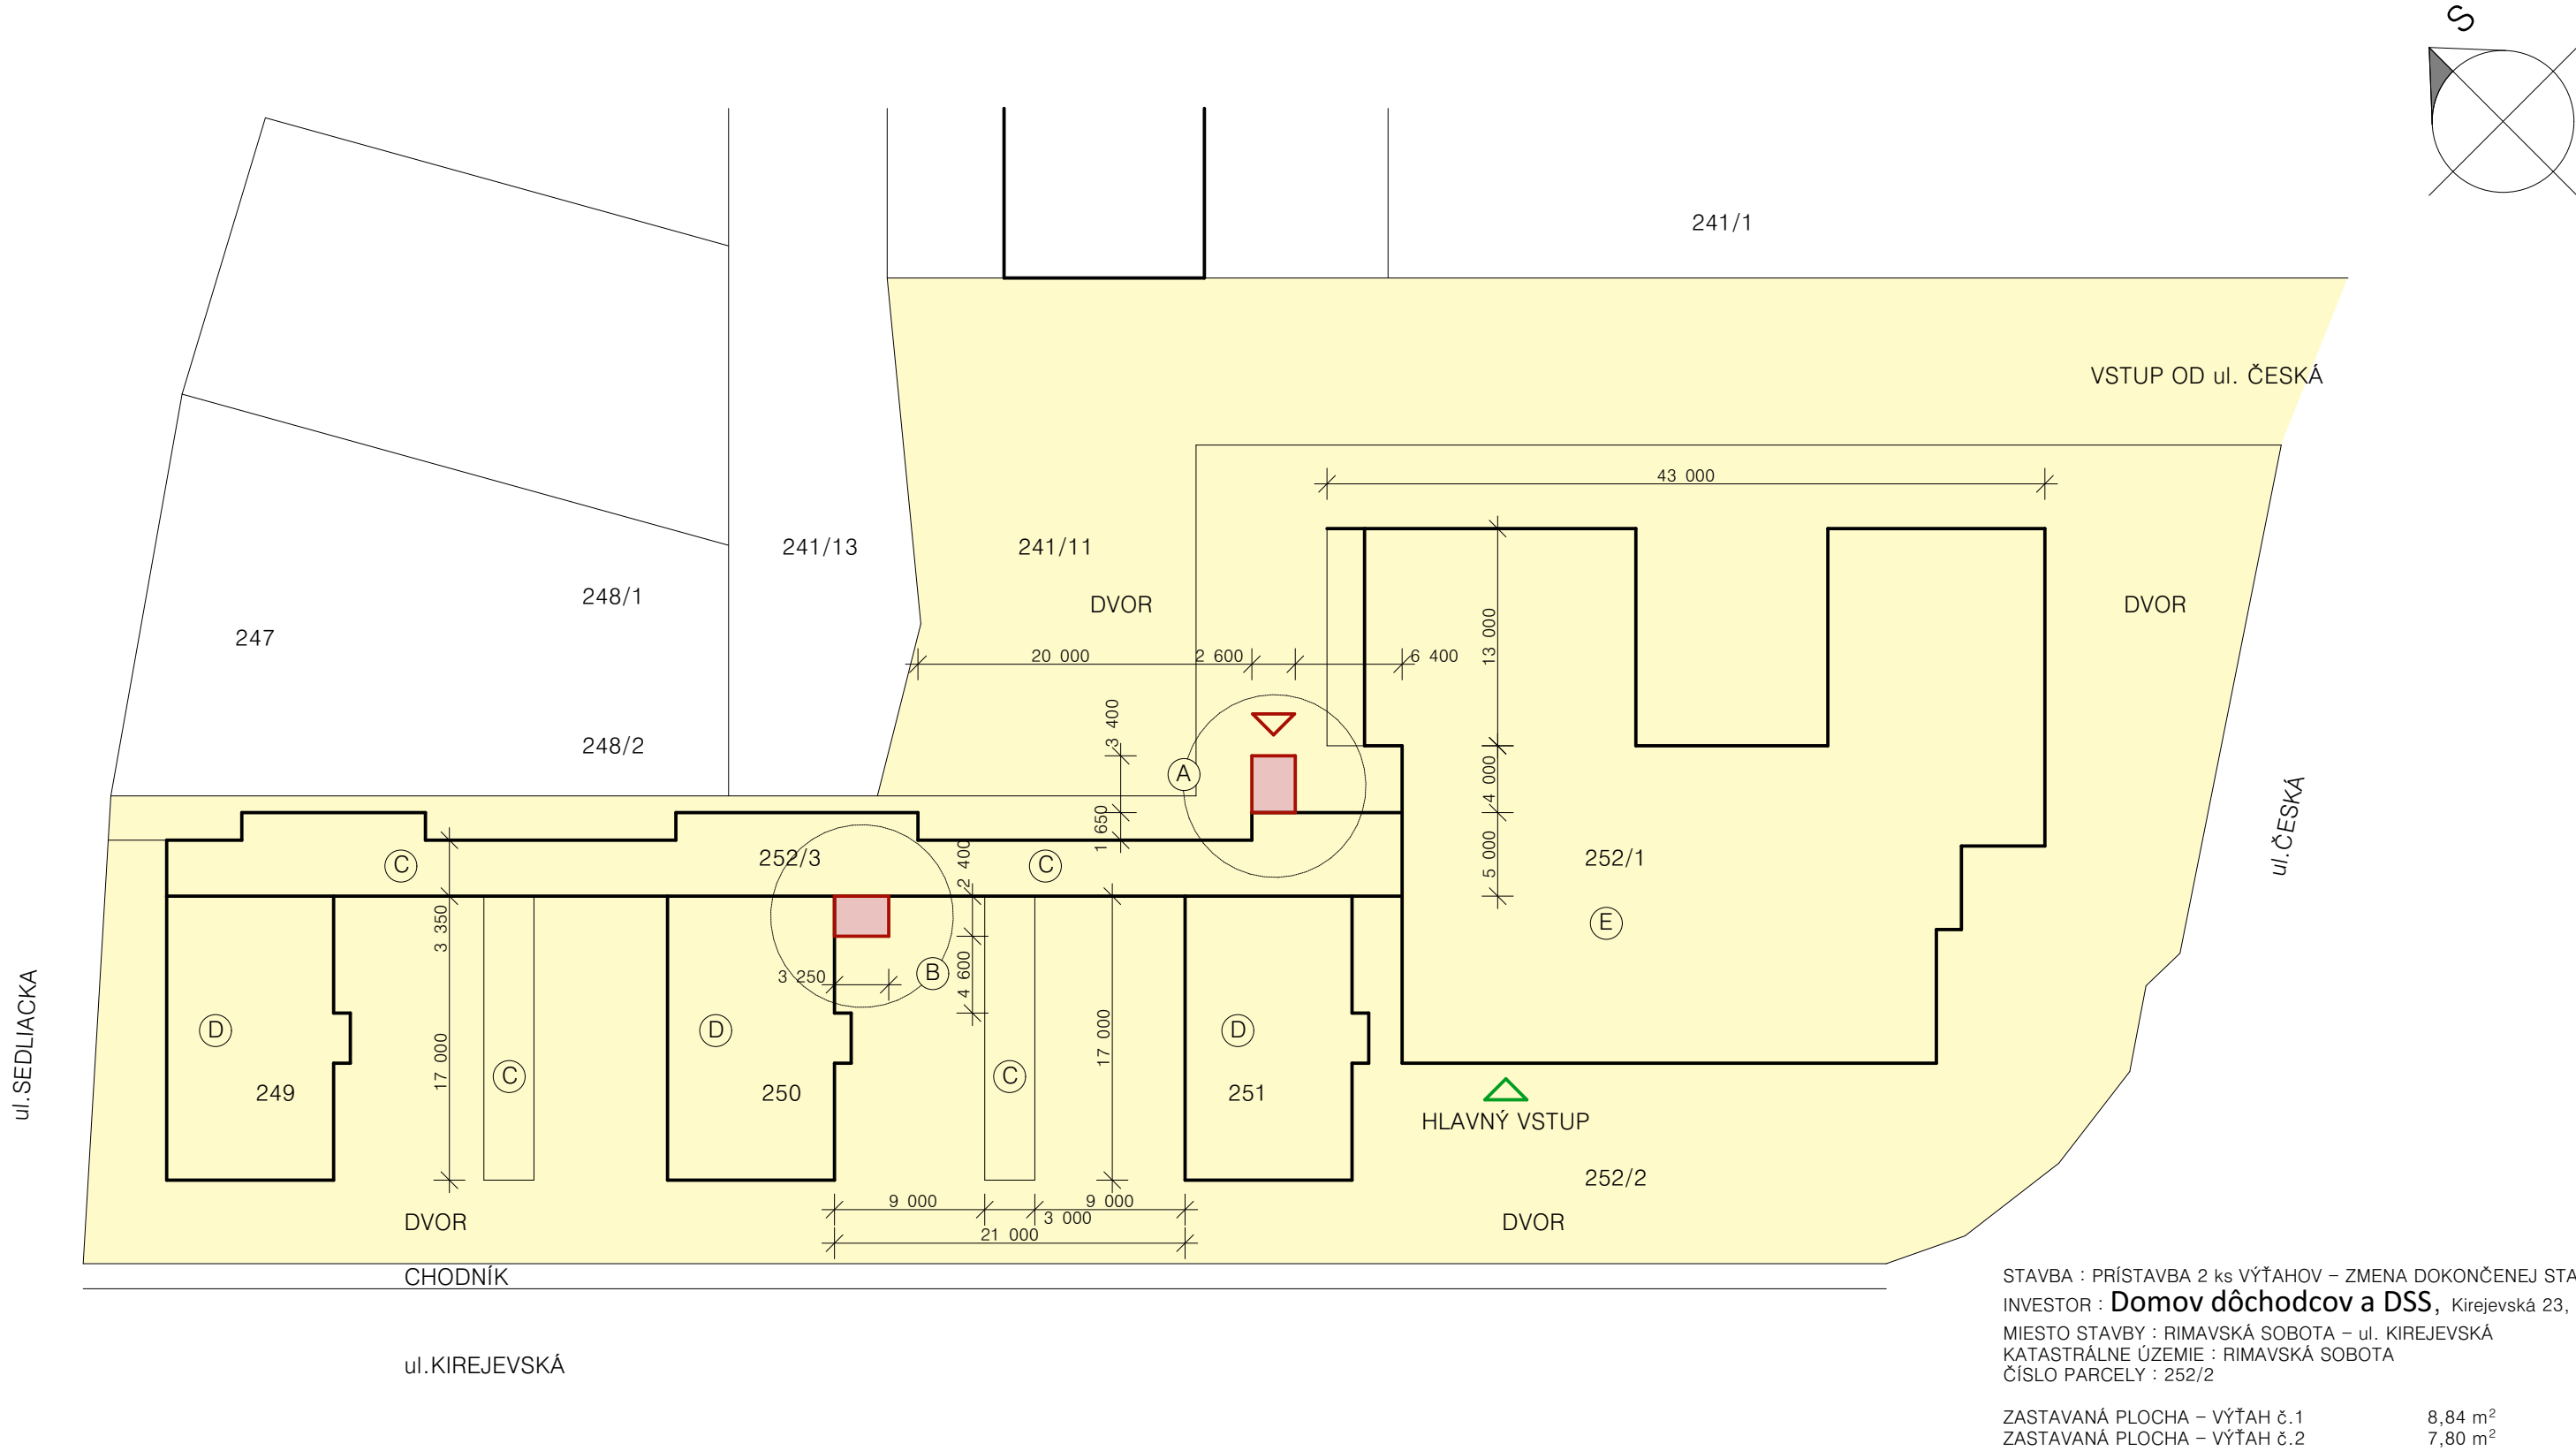 S
241/1
VSTUP OD ul. ČESKÁ
43 000
241/13
241/11
248/1
247
DVOR
DVOR
13 000
20 000
2 600
6 400
3 400
248/2
A
4 000
1 650
5 000
ul.ČESKÁ
C
252/3
2 400
C
252/1
E
3 350
3 250
B
4 600
ul.SEDLIACKA
D
D
D
17 000
17 000
C
C
249
250
251
HLAVNÝ VSTUP
252/2
9 000
9 000
3 000
21 000
DVOR
DVOR
CHODNÍK
ul.KIREJEVSKÁ
STAVBA : PRÍSTAVBA 2 ks VÝŤAHOV – ZMENA DOKONČENEJ STA
INVESTOR : Domov dôchodcov a DSS, Kirejevská 23,
MIESTO STAVBY : RIMAVSKÁ SOBOTA – ul. KIREJEVSKÁ
KATASTRÁLNE ÚZEMIE : RIMAVSKÁ SOBOTA
ČÍSLO PARCELY : 252/2
ZASTAVANÁ PLOCHA – VÝŤAH č.1 8,84 m²
ZASTAVANÁ PLOCHA – VÝŤAH č.2 7,80 m²